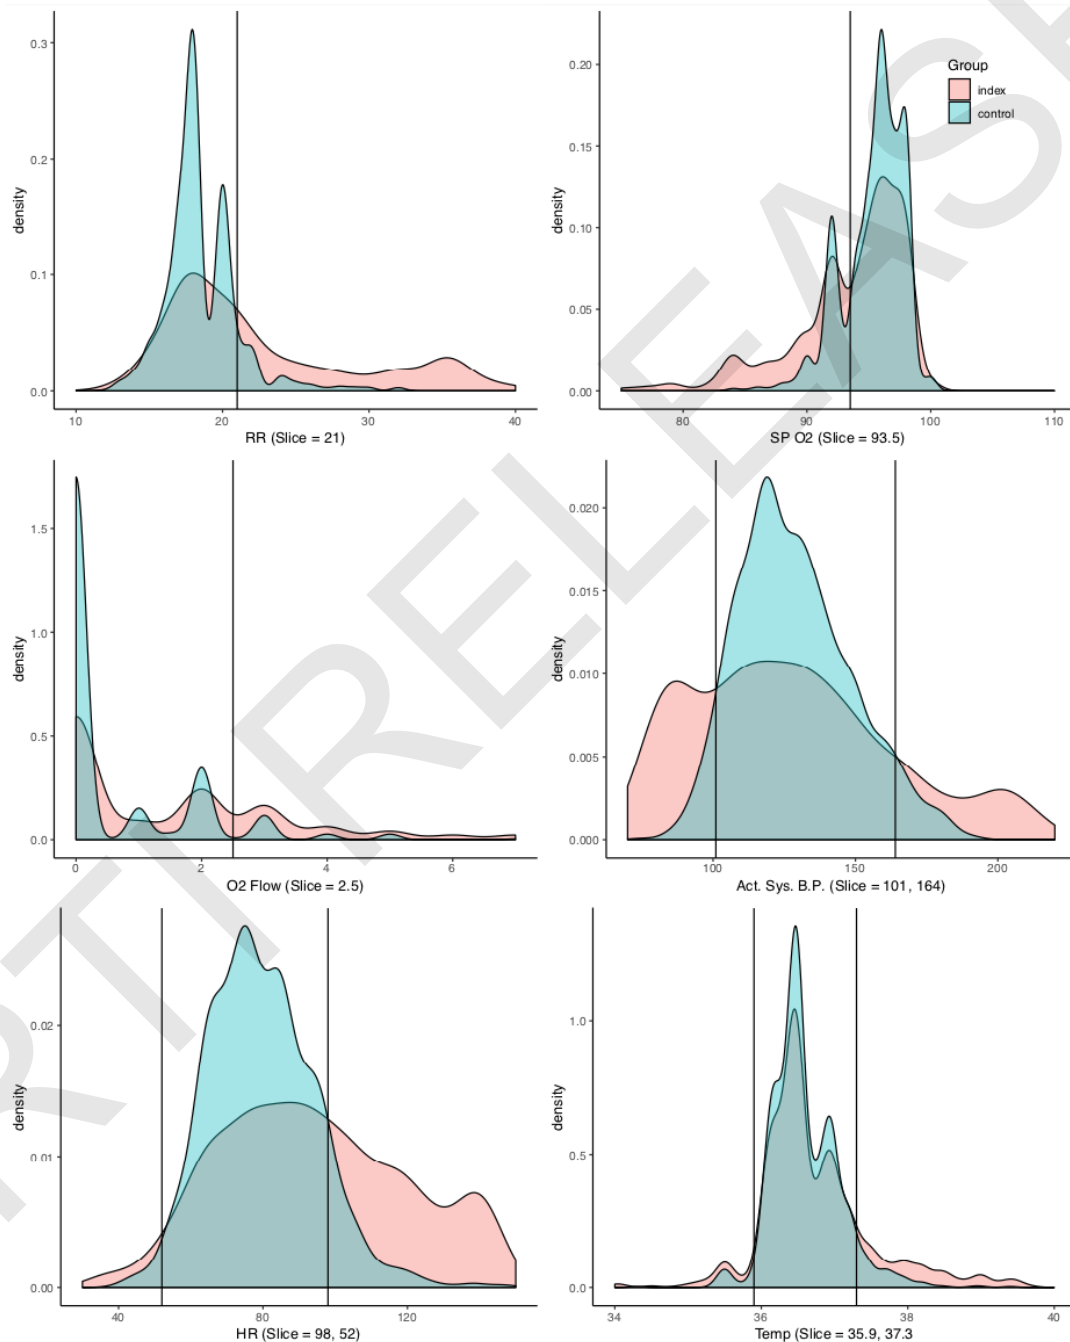 0.3
0.2
0.1
0.0
density
10 20 30 40
RR (Slice = 21)
0.20
0.15
0.10
0.05
0.00
density
Group
index
control
80 90 100 110
SP O2 (Slice = 93.5)
1.5
1.0
0.5
0.0
density
0 2 4 6
O2 Flow (Slice = 2.5)
0.020
0.015
0.010
0.005
0.000
density
100 150 200
Act. Sys. B.P. (Slice = 101, 164)
0.02
0.01
0.00
density
40 80 120
HR (Slice = 98, 52)
1.0
0.5
0.0
density
34 36 38 40
Temp (Slice = 35.9, 37.3
RTI RELEASE